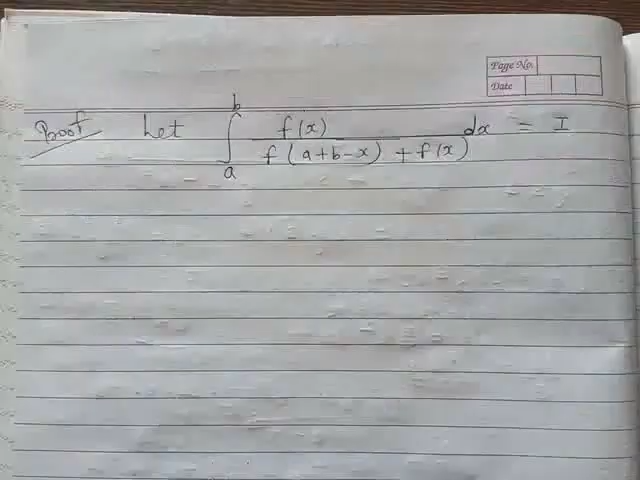 Page No.
Date
Proof Let ∫_a^b f(x) / (f(a+b-x) + f(x)) dx = I